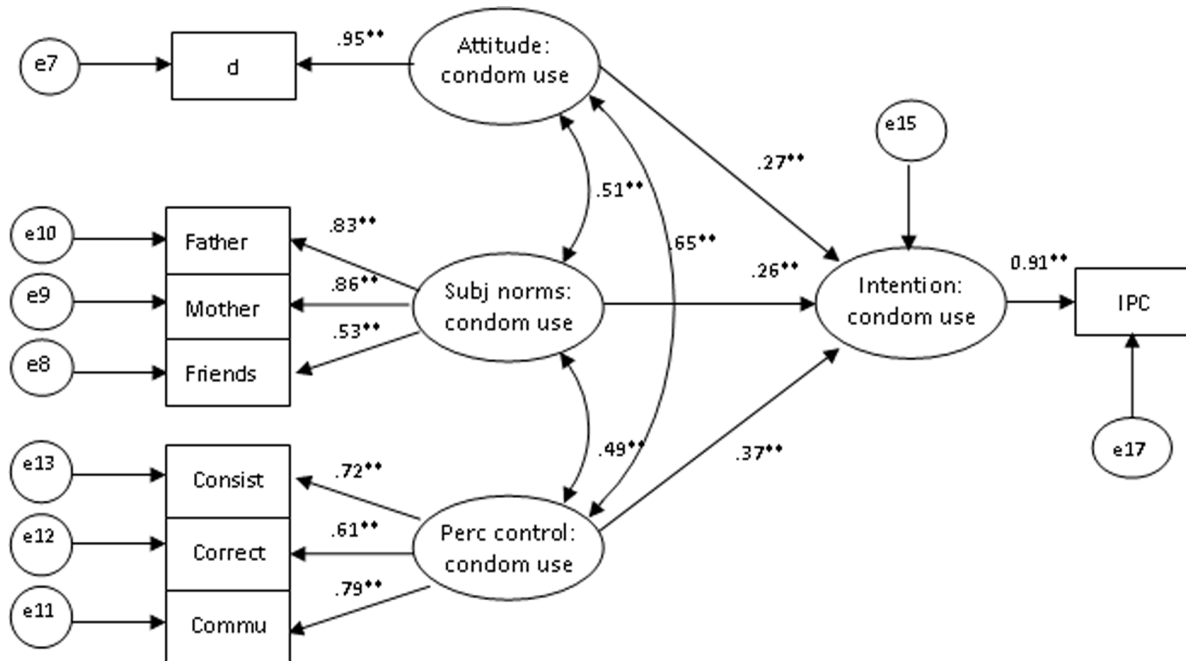 e7
d
.95**
Attitude:
condom use
e15
.27**
.51**
e10
Father
.83**
.65**
.26**
0.91**
e9
Mother
.86**
Subj norms:
condom use
Intention:
condom use
IPC
e8
Friends
.53**
e13
Consist
.72**
.49**
.37**
e17
e12
Correct
.61**
Perc control:
condom use
e11
Commu
.79**